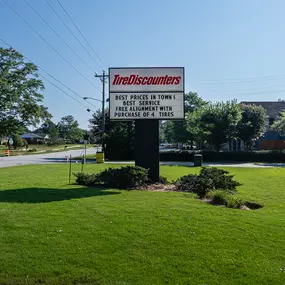 TireDiscounters
BEST PRICES IN TOWN &
BEST SERVICE
FREE ALIGNMENT WITH
PURCHASE OF 4 TIRES